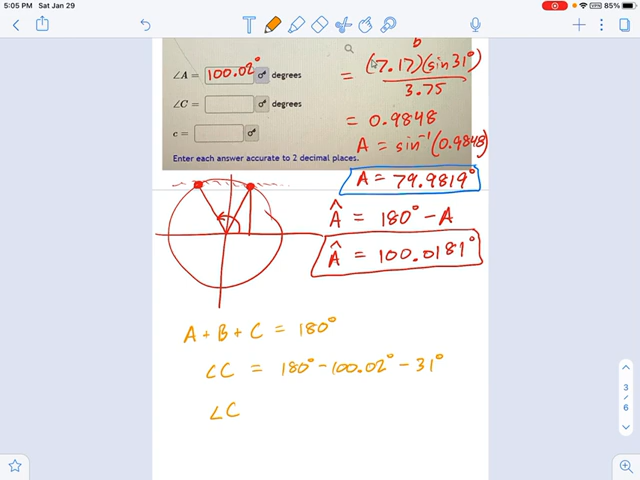 5:05 PM Sat Jan 29
85%
b
∠A = 100.02° degrees
= (7.17)(sin 31°)
3.75
∠C = degrees
= 0.9848
c =
A = sin⁻¹(0.9848)
Enter each answer accurate to 2 decimal places.
A = 79.9819°
Â = 180° - A
Â = 100.0181°
A + B + C = 180°
∠C = 180° - 100.02° - 31°
∠C
3
/
6